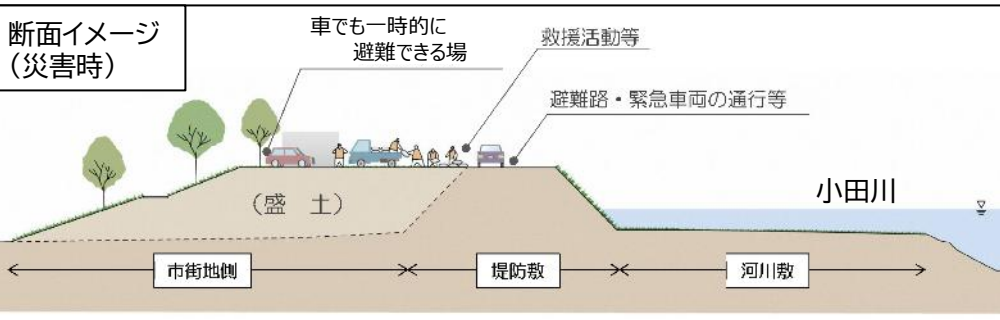 断面イメージ
（災害時）
車でも一時的に
避難できる場
救援活動等
避難路・緊急車両の通行等
小田川
（盛　土）
市街地側
堤防敷
河川敷